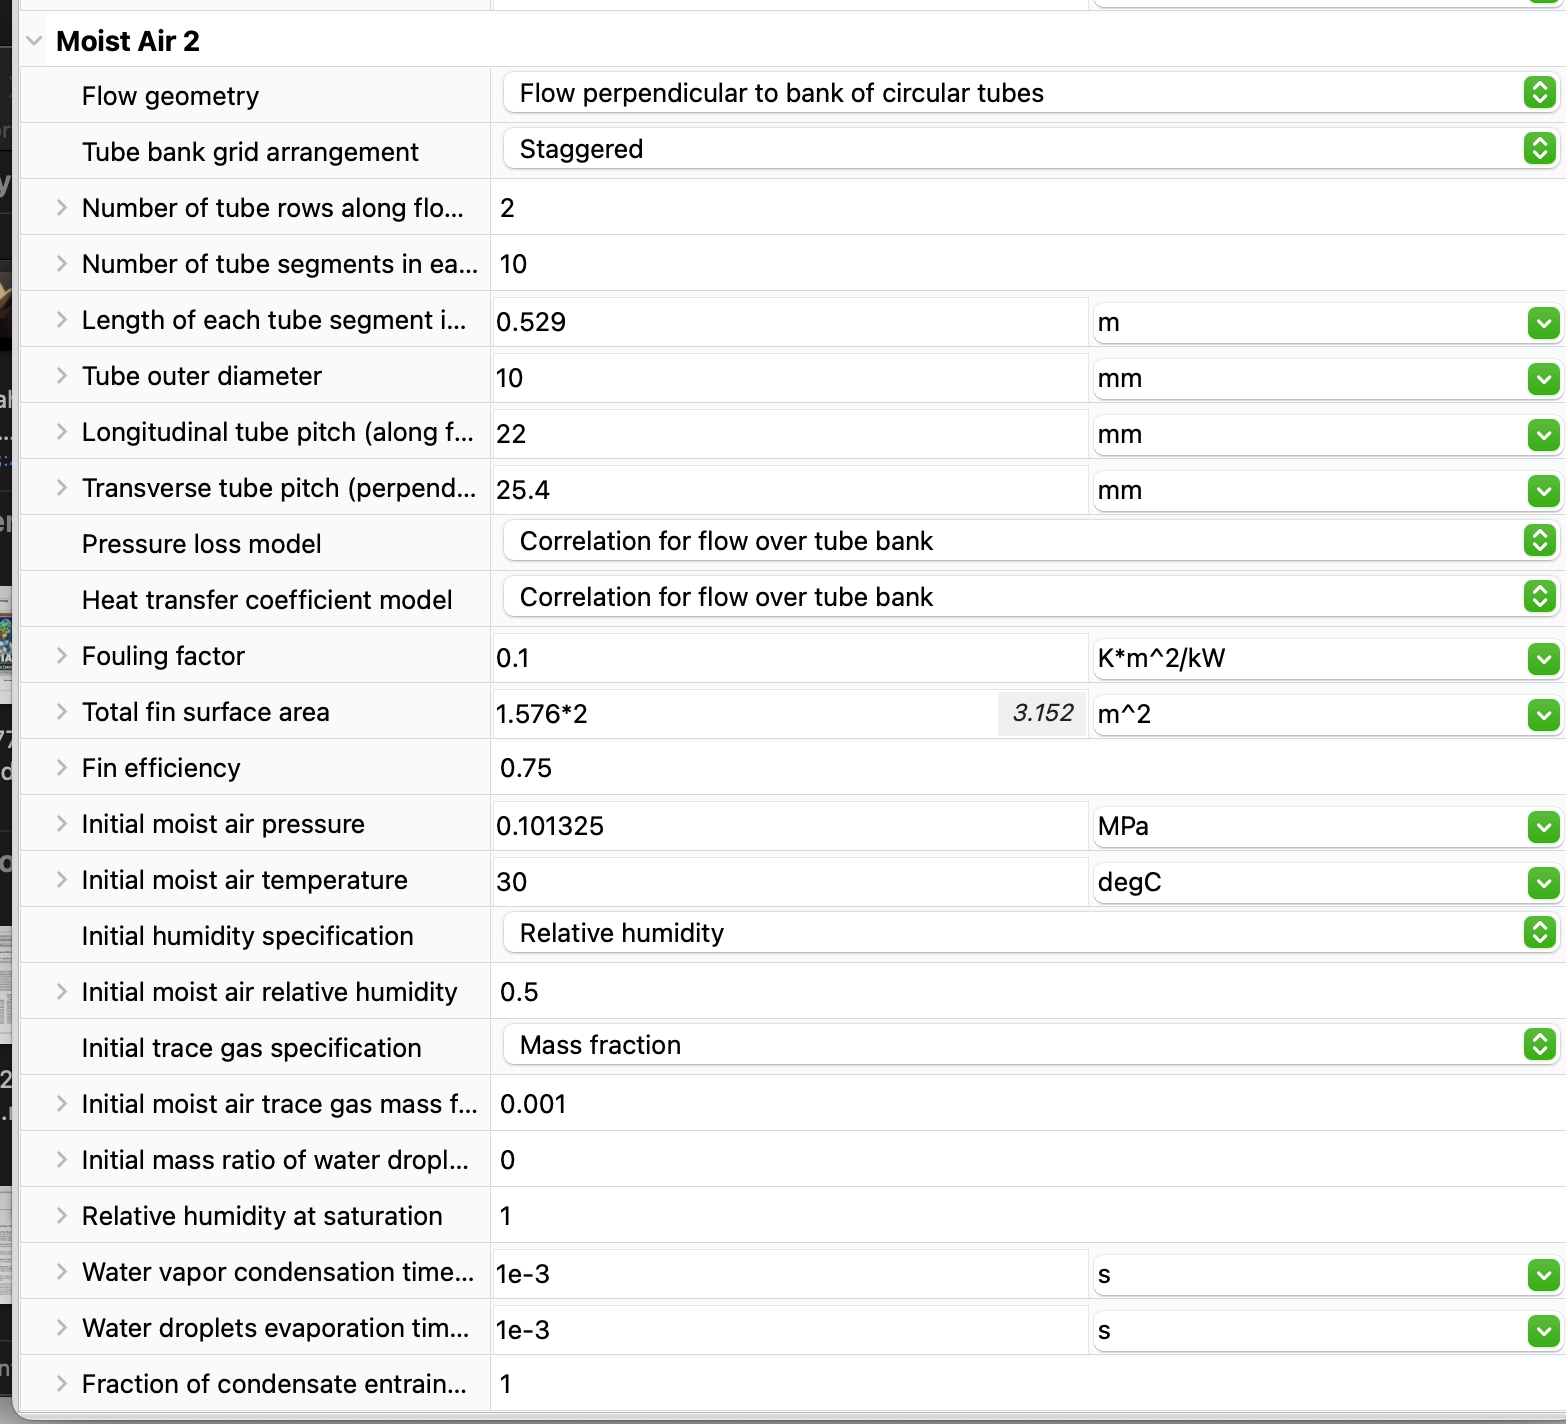 Moist Air 2
Flow geometry Flow perpendicular to bank of circular tubes
Tube bank grid arrangement Staggered
Number of tube rows along flo... 2
Number of tube segments in ea... 10
Length of each tube segment i... 0.529 m
Tube outer diameter 10 mm
Longitudinal tube pitch (along f... 22 mm
Transverse tube pitch (perpend... 25.4 mm
Pressure loss model Correlation for flow over tube bank
Heat transfer coefficient model Correlation for flow over tube bank
Fouling factor 0.1 K*m^2/kW
Total fin surface area 1.576*2 3.152 m^2
Fin efficiency 0.75
Initial moist air pressure 0.101325 MPa
Initial moist air temperature 30 degC
Initial humidity specification Relative humidity
Initial moist air relative humidity 0.5
Initial trace gas specification Mass fraction
Initial moist air trace gas mass f... 0.001
Initial mass ratio of water dropl... 0
Relative humidity at saturation 1
Water vapor condensation time... 1e-3 s
Water droplets evaporation tim... 1e-3 s
Fraction of condensate entrain... 1